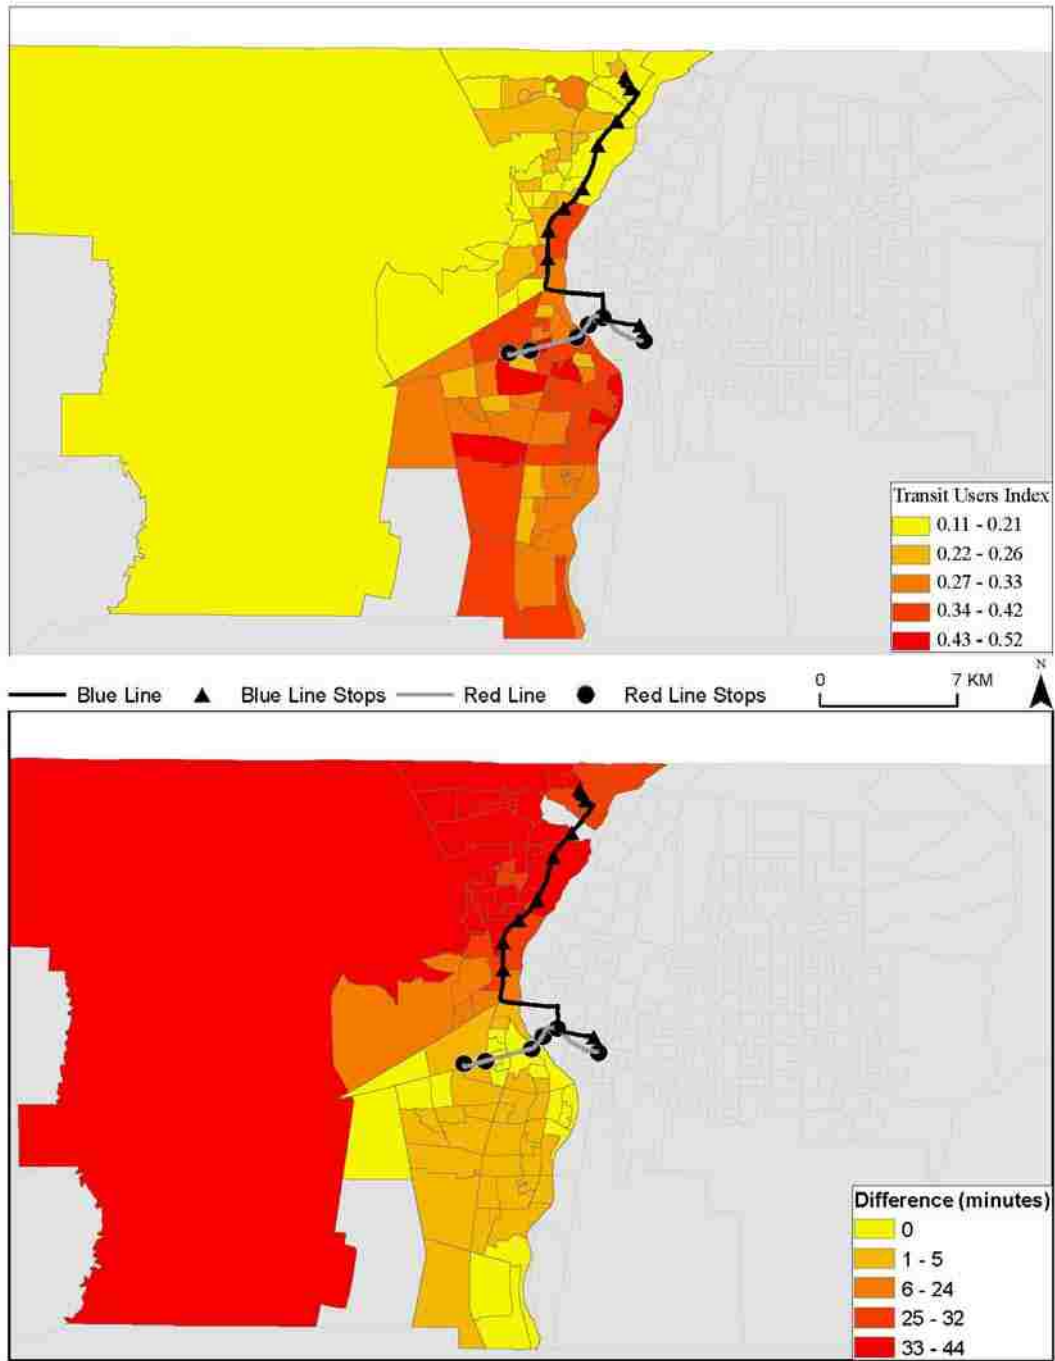 Transit Users Index
0.11 - 0.21
0.22 - 0.26
0.27 - 0.33
0.34 - 0.42
0.43 - 0.52
Blue Line Blue Line Stops Red Line Red Line Stops
0 7 KM
N
Difference (minutes)
0
1 - 5
6 - 24
25 - 32
33 - 44